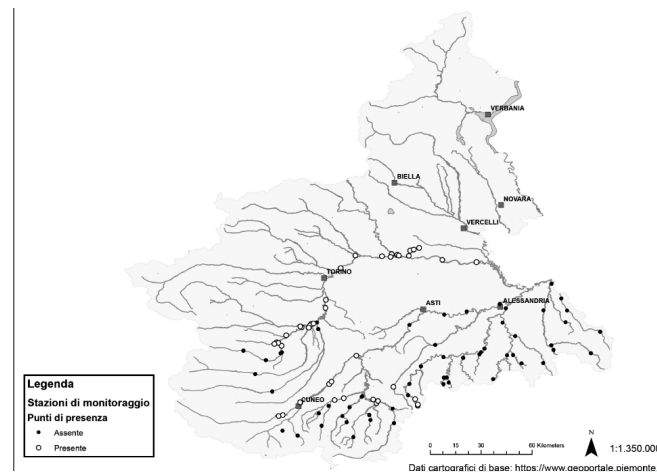 VERBANIA
BIELLA
NOVARA
VERCELLI
TORINO
ASTI
ALESSANDRIA
CUNEO
Legenda
Stazioni di monitoraggio
Punti di presenza
Assente
Presente
N
0 15 30 60 Kilometers
1:1.350.000
Dati cartografici di base: https://www.geoportale.piemonte